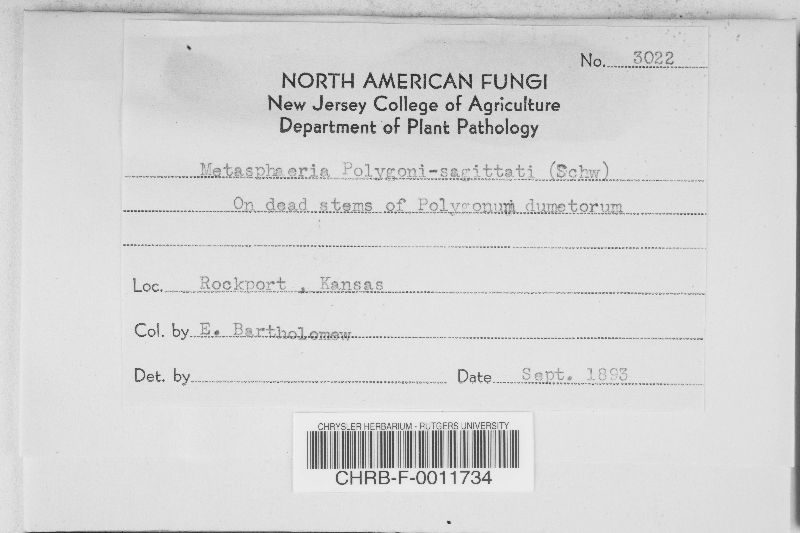 No. 3022
NORTH AMERICAN FUNGI
New Jersey College of Agriculture
Department of Plant Pathology
Metasphaeria Polygoni-sagittati (Schw)
On dead stems of Polygonum dumetorum
Loc. Rockport, Kansas
Col. by E. Bartholomew
Det. by
Date Sept. 1893
CHRYSLER HERBARIUM - RUTGERS UNIVERSITY
CHRB-F-0011734